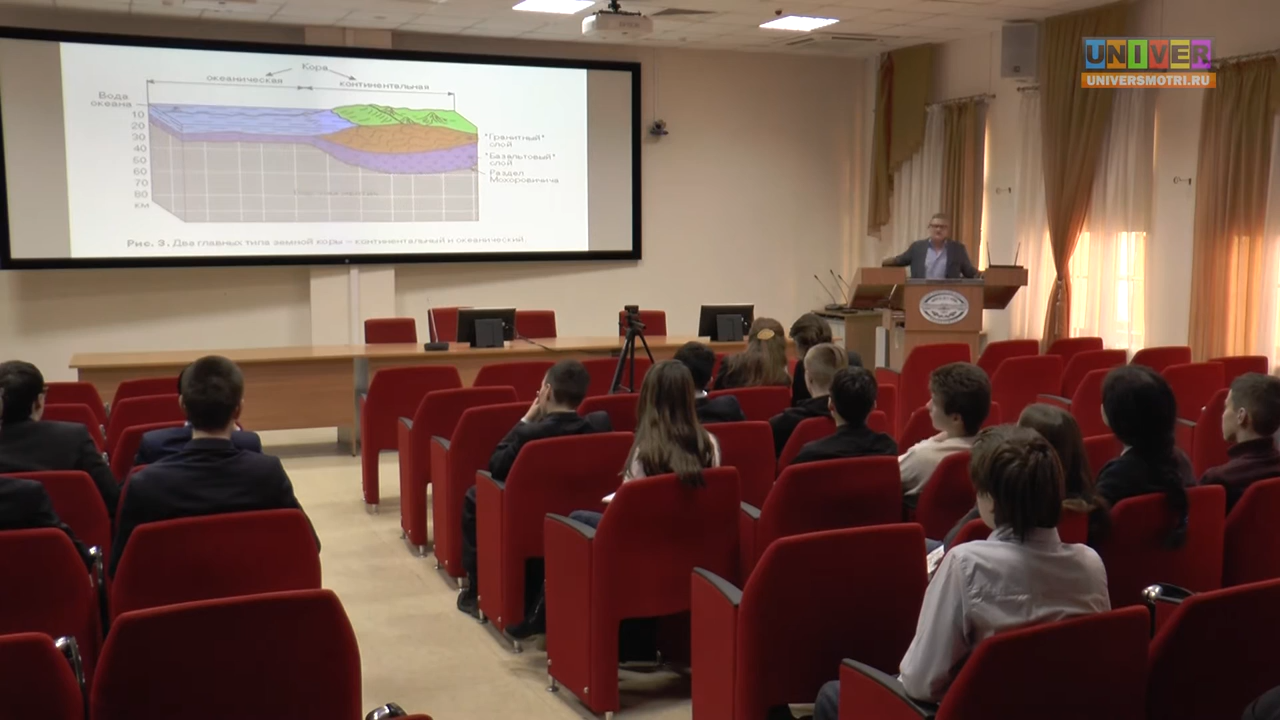 UNIVER
UNIVERSMOTRI.RU
Кора
океаническая
континентальная
Вода
океана
10
20
30
40
50
60
70
80
км
"Гранитный"
слой
"Базальтовый"
слой
Раздел
Мохоровичича
Рис. 3. Два главных типа земной коры – континентальный и океанический.